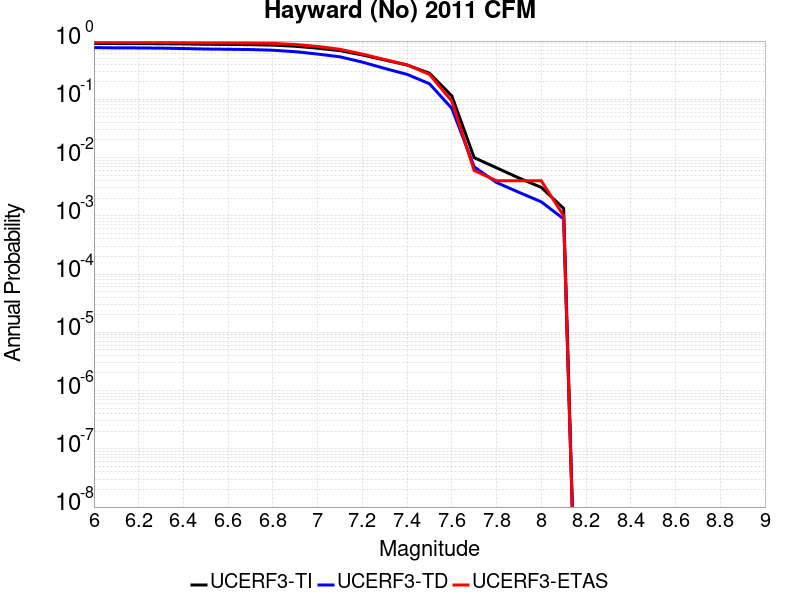 Hayward (No) 2011 CFM
10^0
10^-1
10^-2
10^-3
10^-4
10^-5
10^-6
10^-7
10^-8
Annual Probability
6 6.2 6.4 6.6 6.8 7 7.2 7.4 7.6 7.8 8 8.2 8.4 8.6 8.8 9
Magnitude
UCERF3-TI UCERF3-TD UCERF3-ETAS